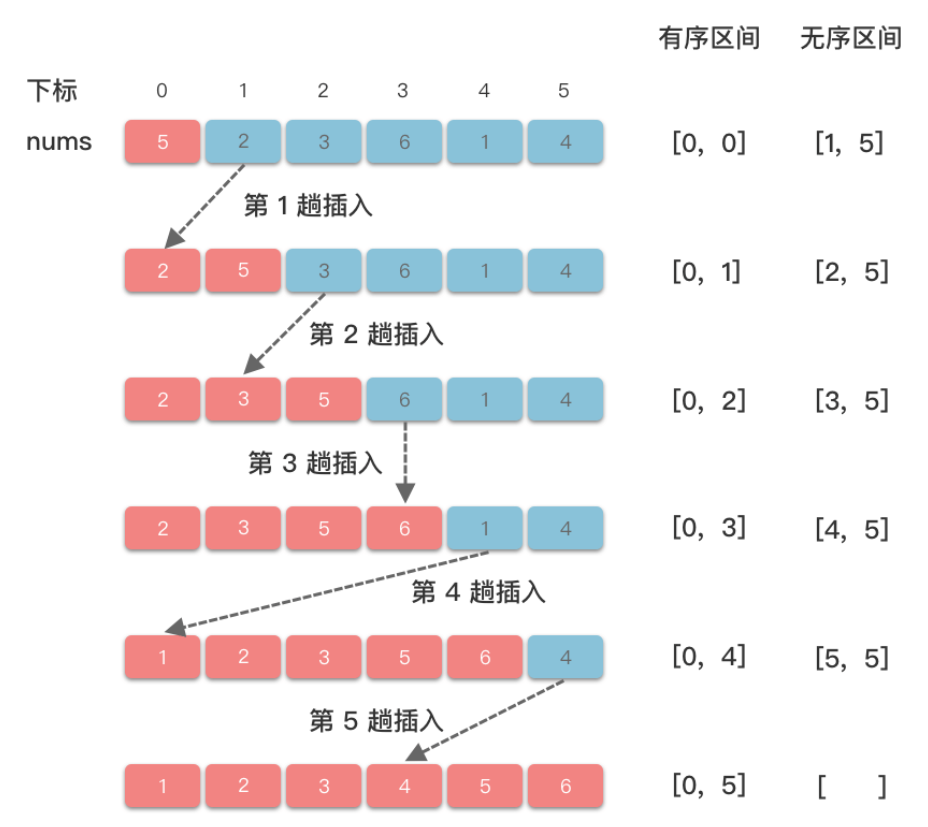 有序区间 无序区间
下标 0 1 2 3 4 5
nums 5 2 3 6 1 4 [0, 0] [1, 5]
第 1 趟插入
2 5 3 6 1 4 [0, 1] [2, 5]
第 2 趟插入
2 3 5 6 1 4 [0, 2] [3, 5]
第 3 趟插入
2 3 5 6 1 4 [0, 3] [4, 5]
第 4 趟插入
1 2 3 5 6 4 [0, 4] [5, 5]
第 5 趟插入
1 2 3 4 5 6 [0, 5] [ ]